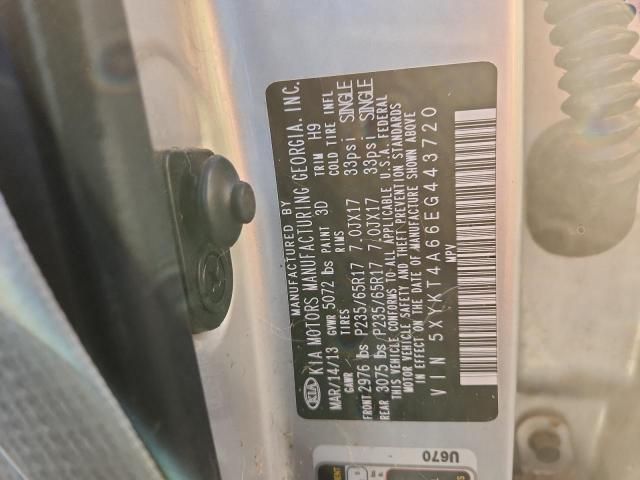 MANUFACTURED BY
KIA KIA MOTORS MANUFACTURING GEORGIA. INC.
MAR/14/13 GVWR 5072 lbs PAINT 3D TRIM H9
GAWR TIRES RIMS COLD TIRE INFL
FRONT 2976 lbs P235/65R17 7.0JX17 33psi SINGLE
REAR 3075 lbs P235/65R17 7.0JX17 33psi SINGLE
THIS VEHICLE CONFORMS TO ALL APPLICABLE U.S.A. FEDERAL
MOTOR VEHICLE SAFETY AND THEFT PREVENTION STANDARDS
IN EFFECT ON THE DATE OF MANUFACTURE SHOWN ABOVE
VIN 5XYKT4A66EG443720
MPV
U670